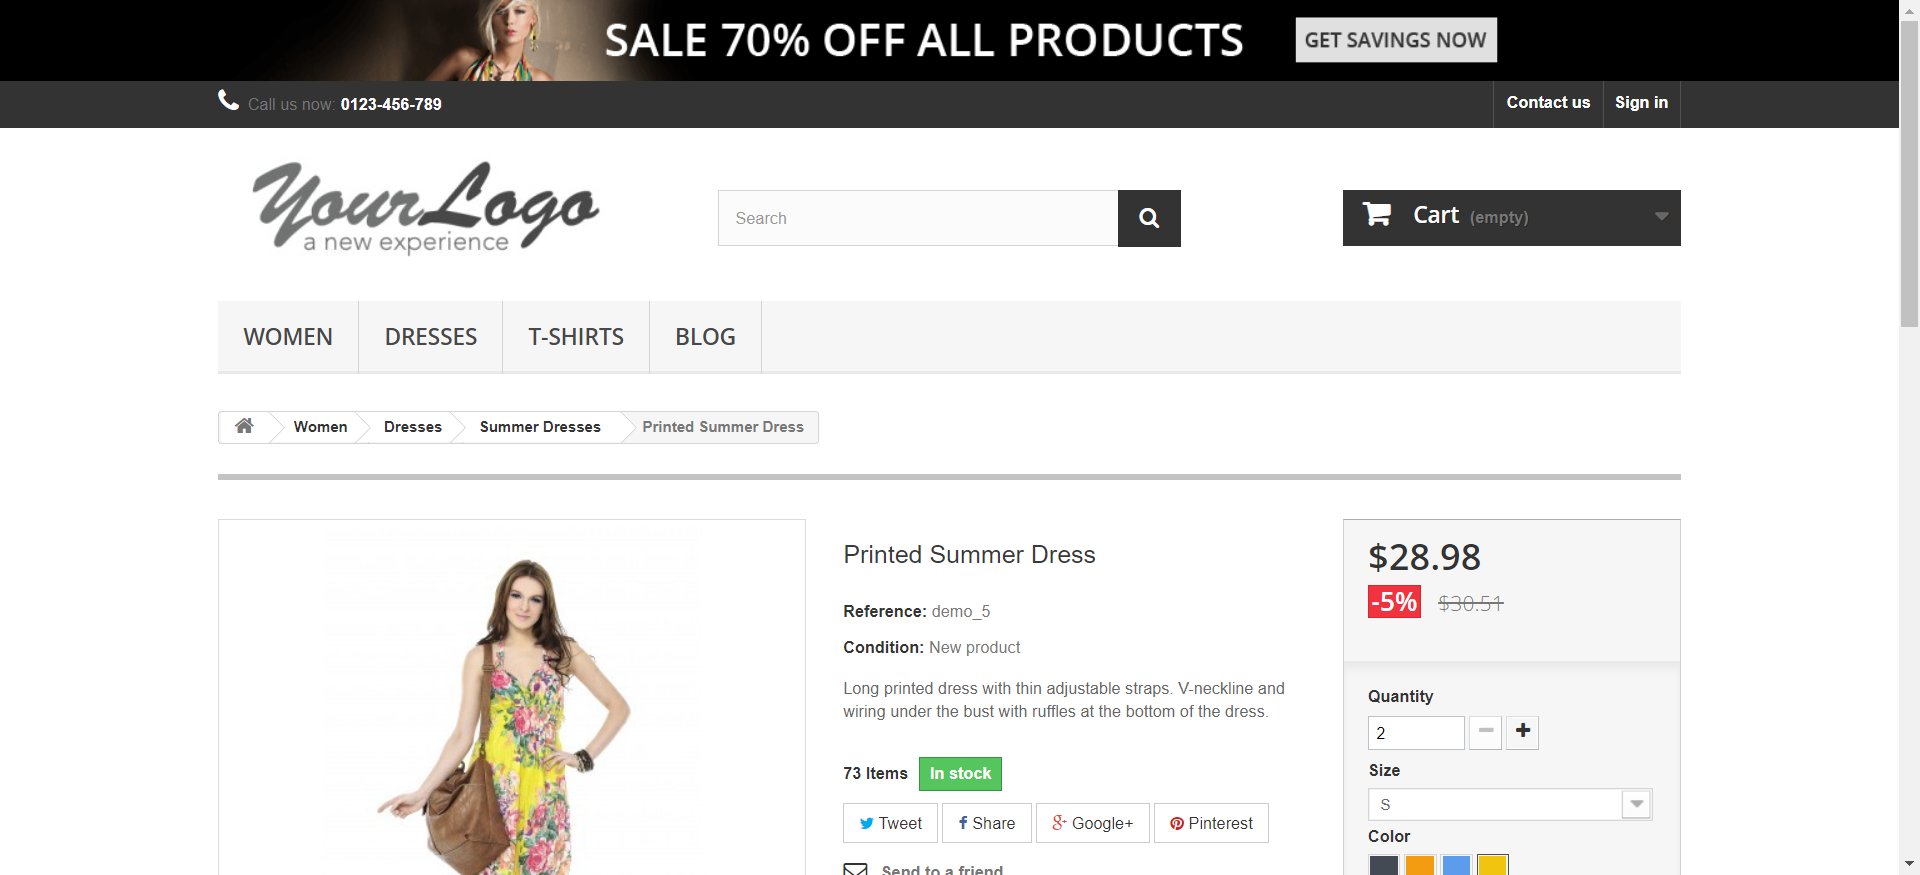 SALE 70% OFF ALL PRODUCTS GET SAVINGS NOW
Call us now: 0123-456-789
Contact us Sign in
YourLogo
a new experience
Search
Cart (empty)
WOMEN DRESSES T-SHIRTS BLOG
Women Dresses Summer Dresses Printed Summer Dress
Printed Summer Dress
Reference: demo_5
Condition: New product
Long printed dress with thin adjustable straps. V-neckline and
wiring under the bust with ruffles at the bottom of the dress.
73 Items In stock
Tweet Share Google+ Pinterest
Send to a friend
$28.98
-5% $30.51
Quantity
2
Size
S
Color